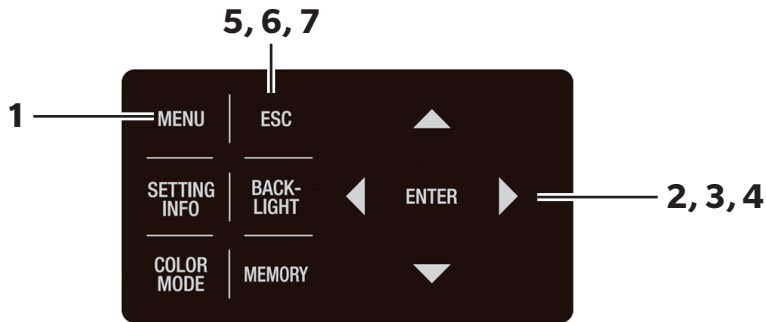 5, 6, 7
1
MENU
ESC
SETTING
INFO
BACK-
LIGHT
ENTER
2, 3, 4
COLOR
MODE
MEMORY